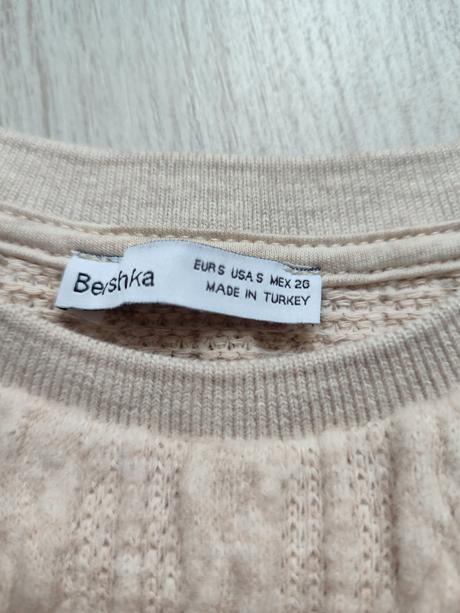 Bershka
EUR S USA S MEX 26
MADE IN TURKEY